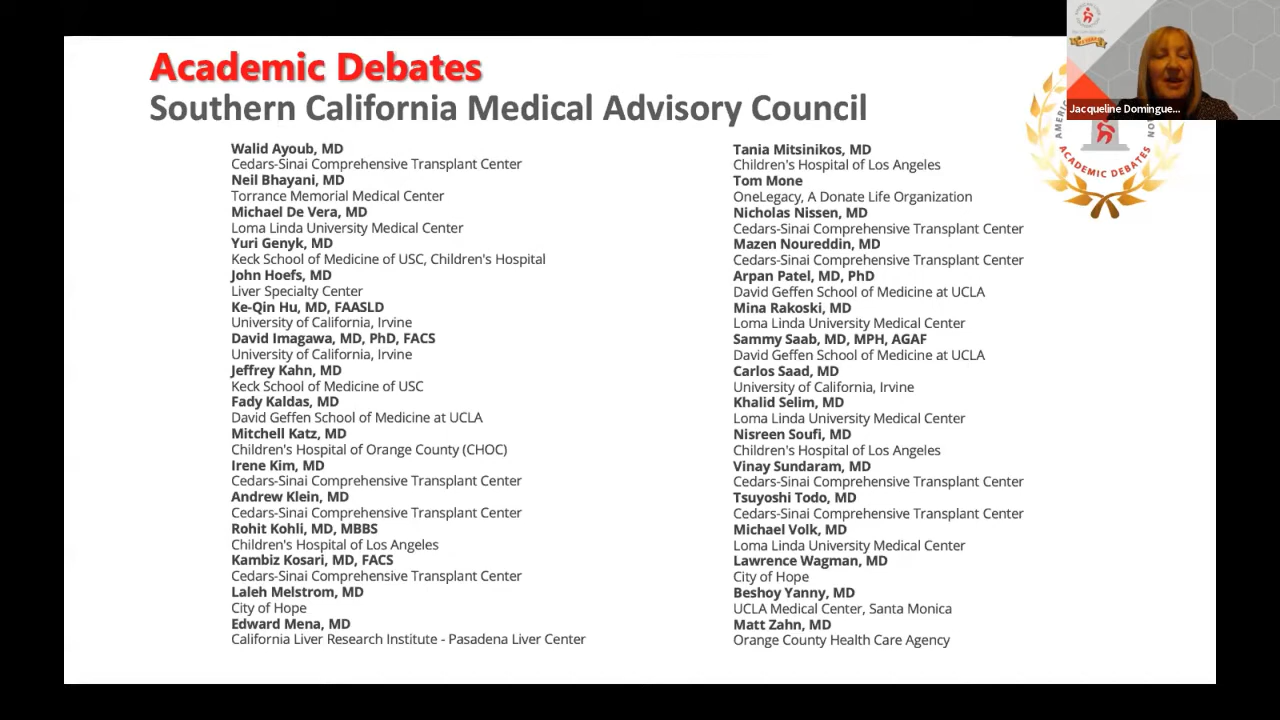 Academic Debates
Southern California Medical Advisory Council
Walid Ayoub, MD
Cedars-Sinai Comprehensive Transplant Center
Neil Bhayani, MD
Torrance Memorial Medical Center
Michael De Vera, MD
Loma Linda University Medical Center
Yuri Genyk, MD
Keck School of Medicine of USC, Children's Hospital
John Hoefs, MD
Liver Specialty Center
Ke-Qin Hu, MD, FAASLD
University of California, Irvine
David Imagawa, MD, PhD, FACS
University of California, Irvine
Jeffrey Kahn, MD
Keck School of Medicine of USC
Fady Kaldas, MD
David Geffen School of Medicine at UCLA
Mitchell Katz, MD
Children's Hospital of Orange County (CHOC)
Irene Kim, MD
Cedars-Sinai Comprehensive Transplant Center
Andrew Klein, MD
Cedars-Sinai Comprehensive Transplant Center
Rohit Kohli, MD, MBBS
Children's Hospital of Los Angeles
Kambiz Kosari, MD, FACS
Cedars-Sinai Comprehensive Transplant Center
Laleh Melstrom, MD
City of Hope
Edward Mena, MD
California Liver Research Institute - Pasadena Liver Center
Tania Mitsinikos, MD
Children's Hospital of Los Angeles
Tom Mone
OneLegacy, A Donate Life Organization
Nicholas Nissen, MD
Cedars-Sinai Comprehensive Transplant Center
Mazen Noureddin, MD
Cedars-Sinai Comprehensive Transplant Center
Arpan Patel, MD, PhD
David Geffen School of Medicine at UCLA
Mina Rakoski, MD
Loma Linda University Medical Center
Sammy Saab, MD, MPH, AGAF
David Geffen School of Medicine at UCLA
Carlos Saad, MD
University of California, Irvine
Khalid Selim, MD
Loma Linda University Medical Center
Nisreen Soufi, MD
Children's Hospital of Los Angeles
Vinay Sundaram, MD
Cedars-Sinai Comprehensive Transplant Center
Tsuyoshi Todo, MD
Cedars-Sinai Comprehensive Transplant Center
Michael Volk, MD
Loma Linda University Medical Center
Lawrence Wagman, MD
City of Hope
Beshoy Yanny, MD
UCLA Medical Center, Santa Monica
Matt Zahn, MD
Orange County Health Care Agency
Jacqueline Domingue...
ACADEMIC DEBATES